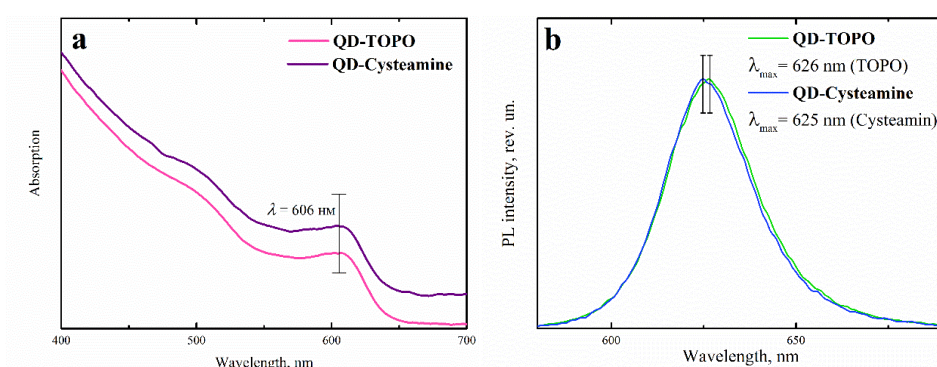 a
QD-TOPO
QD-Cysteamine
Absorption
λ = 606 нм
400
500
600
700
Wavelength, nm
b
QD-TOPO
λmax= 626 nm (TOPO)
QD-Cysteamine
λmax= 625 nm (Cysteamin)
PL intensity, rev. un.
600
650
Wavelength, nm